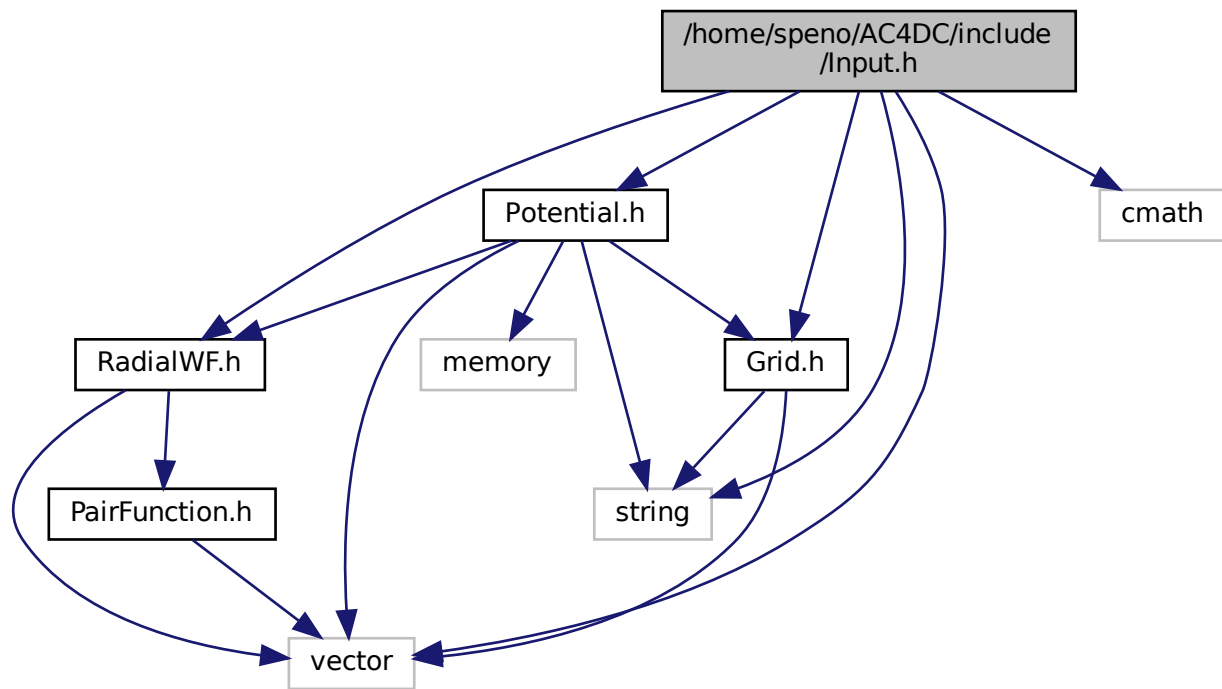 /home/speno/AC4DC/include
/Input.h
Potential.h
cmath
RadialWF.h
memory
Grid.h
PairFunction.h
string
vector